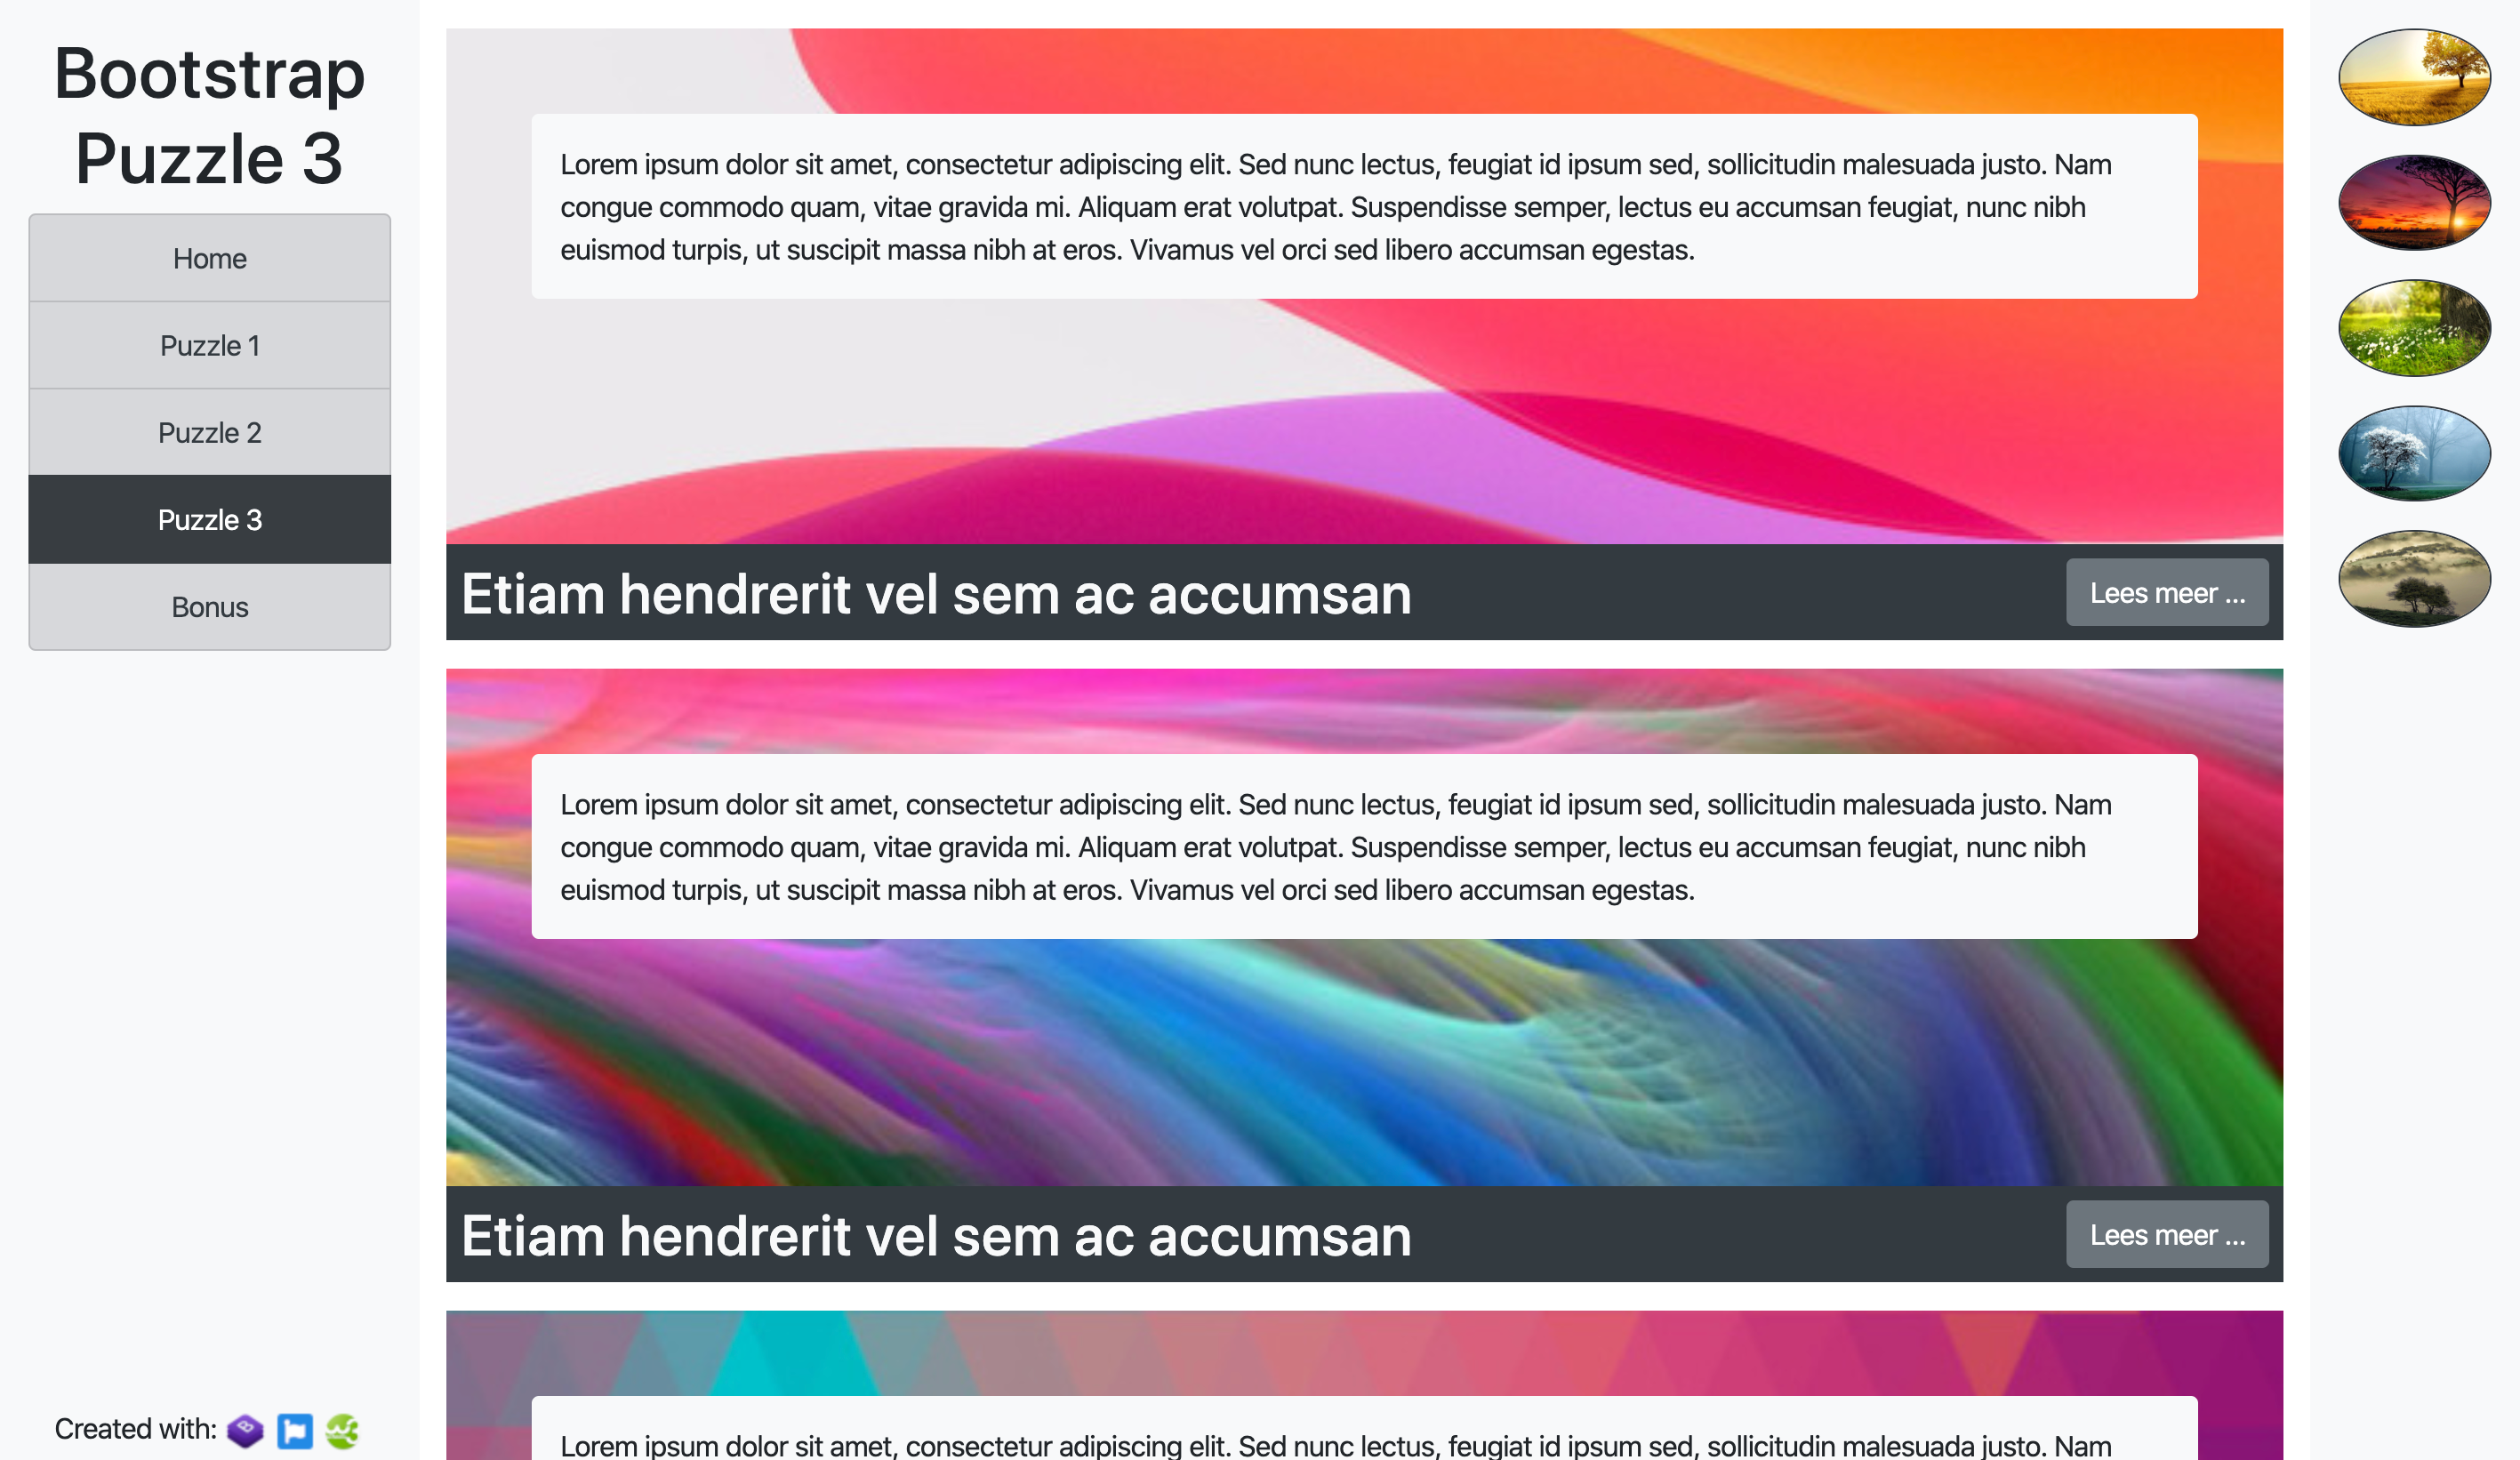 Bootstrap
Puzzle 3
Home
Puzzle 1
Puzzle 2
Puzzle 3
Bonus
Created with:
Lorem ipsum dolor sit amet, consectetur adipiscing elit. Sed nunc lectus, feugiat id ipsum sed, sollicitudin malesuada justo. Nam
congue commodo quam, vitae gravida mi. Aliquam erat volutpat. Suspendisse semper, lectus eu accumsan feugiat, nunc nibh
euismod turpis, ut suscipit massa nibh at eros. Vivamus vel orci sed libero accumsan egestas.
Etiam hendrerit vel sem ac accumsan
Lees meer ...
Lorem ipsum dolor sit amet, consectetur adipiscing elit. Sed nunc lectus, feugiat id ipsum sed, sollicitudin malesuada justo. Nam
congue commodo quam, vitae gravida mi. Aliquam erat volutpat. Suspendisse semper, lectus eu accumsan feugiat, nunc nibh
euismod turpis, ut suscipit massa nibh at eros. Vivamus vel orci sed libero accumsan egestas.
Etiam hendrerit vel sem ac accumsan
Lees meer ...
Lorem ipsum dolor sit amet, consectetur adipiscing elit. Sed nunc lectus, feugiat id ipsum sed, sollicitudin malesuada justo. Nam